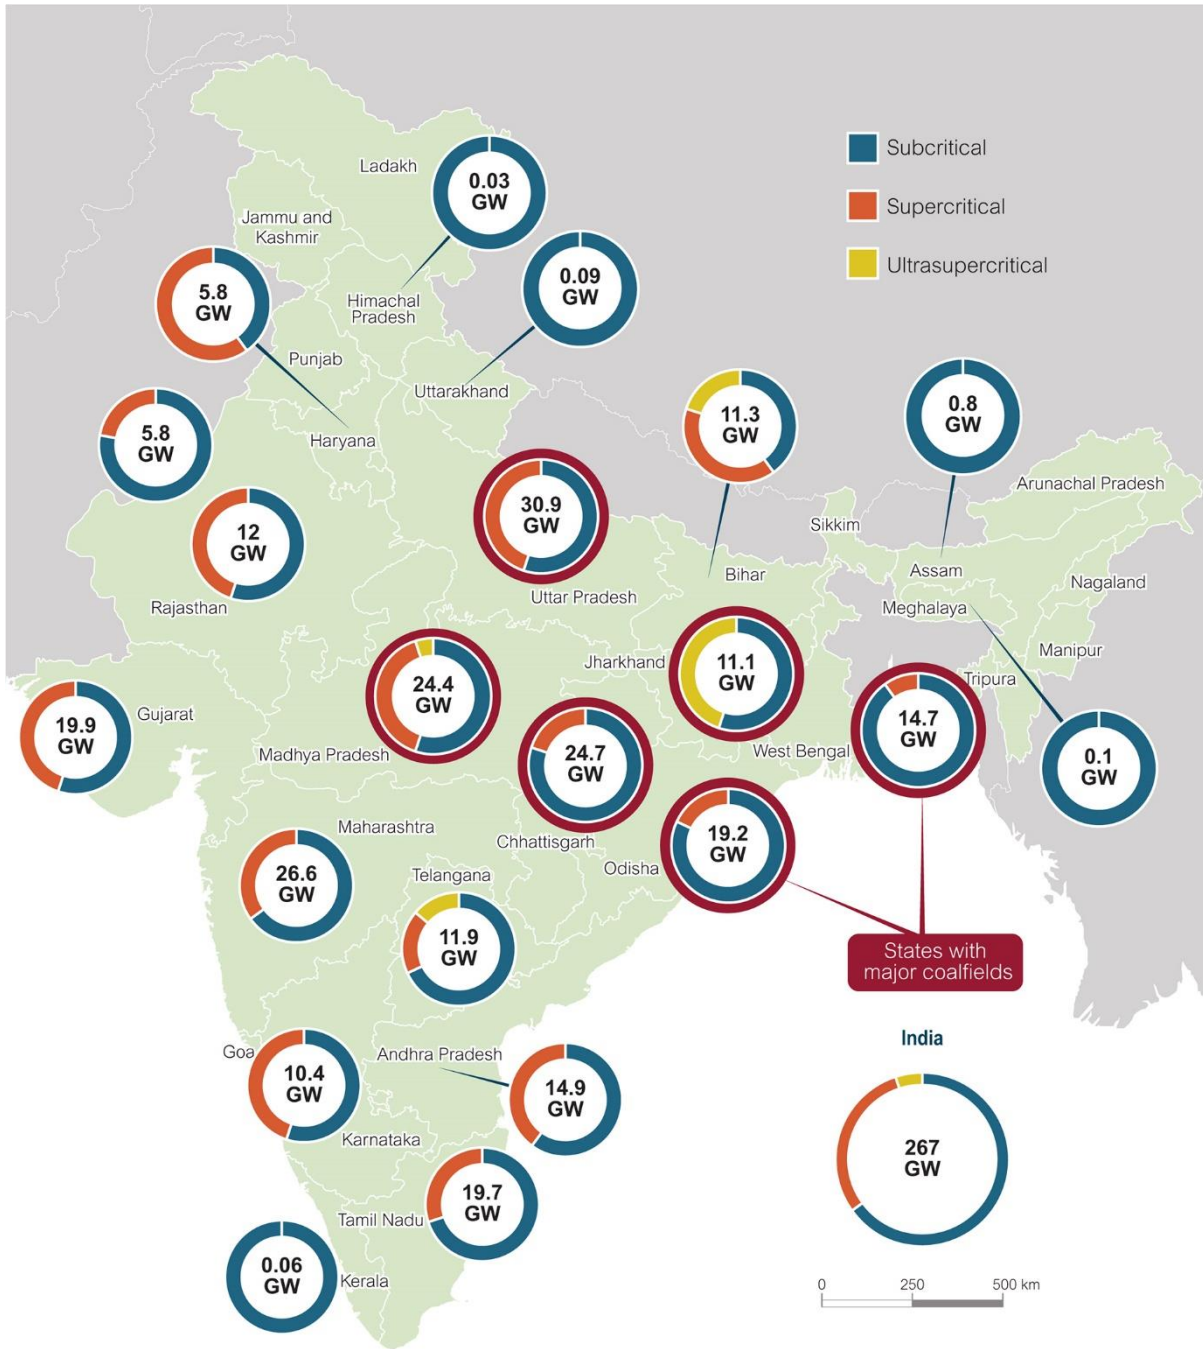 Ladakh
0.03
GW
Subcritical
Supercritical
Ultrasupercritical
Jammu and
Kashmir
0.09
GW
5.8
GW
Himachal
Pradesh
Punjab
Uttarakhand
Haryana
5.8
GW
11.3
GW
0.8
GW
Arunachal Pradesh
30.9
GW
Sikkim
12
GW
Rajasthan
Uttar Pradesh
Bihar
Assam
Nagaland
Meghalaya
Manipur
Jharkhand
11.1
GW
Tripura
24.4
GW
Gujarat
19.9
GW
14.7
GW
West Bengal
Madhya Pradesh
24.7
GW
0.1
GW
Maharashtra
Chhattisgarh
19.2
GW
Odisha
26.6
GW
Telangana
11.9
GW
States with
major coalfields
India
Goa
Andhra Pradesh
10.4
GW
14.9
GW
Karnataka
267
GW
19.7
GW
Tamil Nadu
0.06
GW
Kerala
0 250 500 km